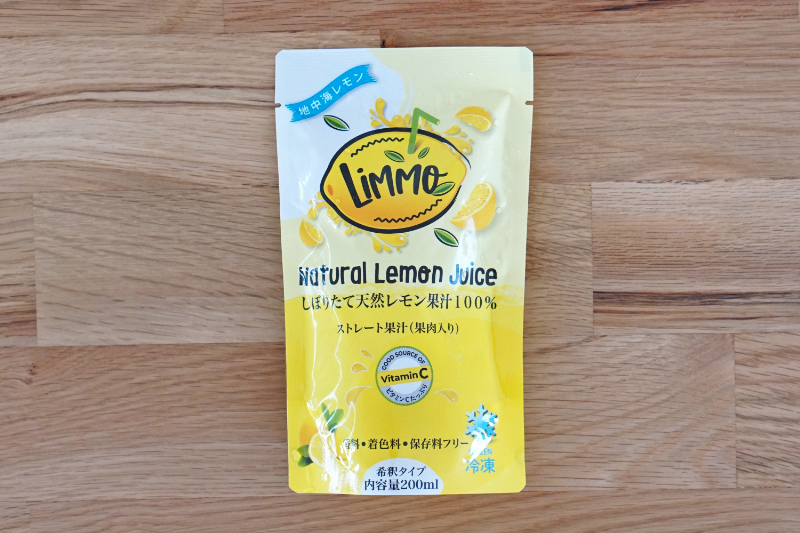 地中海レモン
LIMMO
Natural Lemon Juice
しぼりたて天然レモン果汁100%
ストレート果汁(果肉入り)
GOOD SOURCE OF
Vitamin C
ビタミンCたっぷり
料•着色料•保存料フリー
冷凍
希釈タイプ
内容量200ml